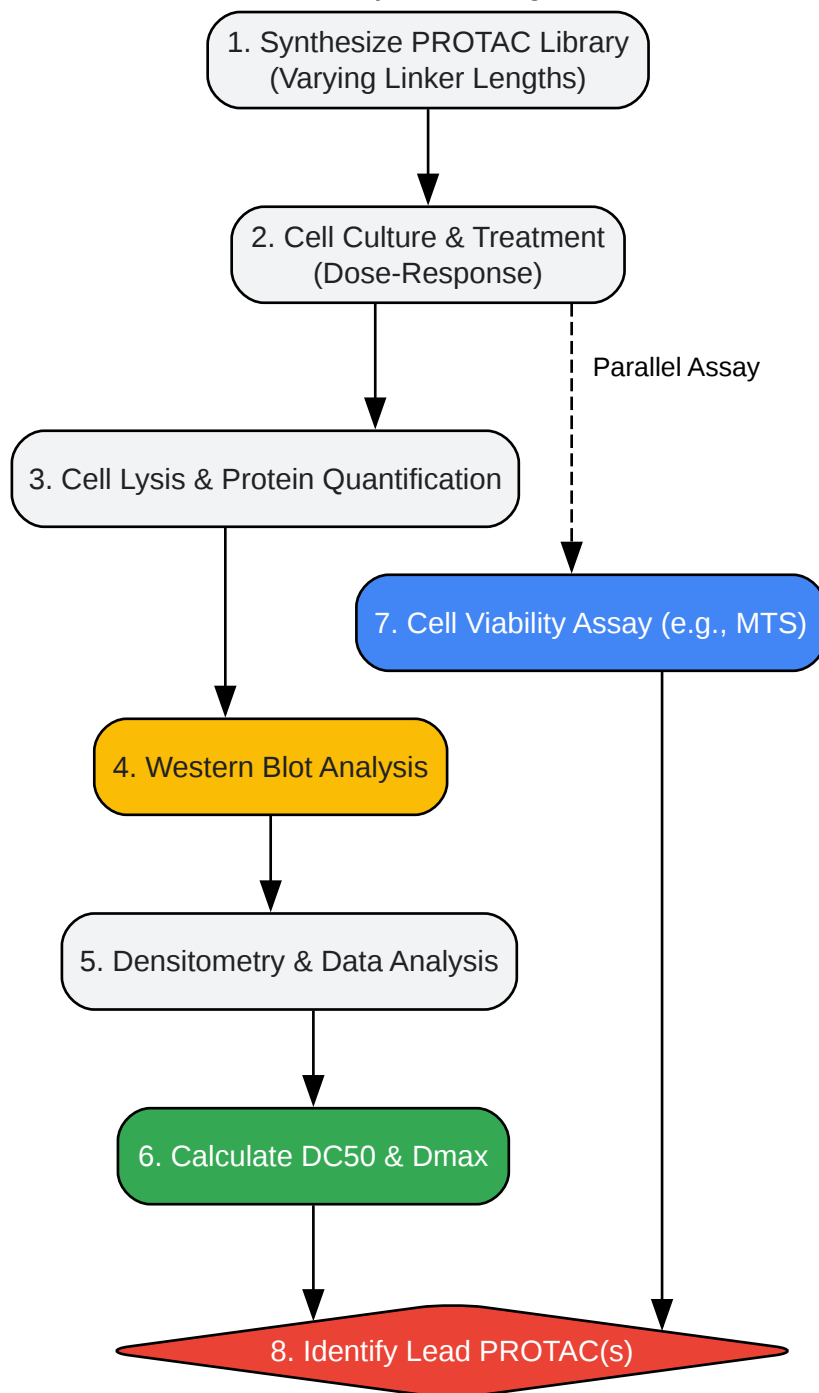 1. Synthesize PROTAC Library
(Varying Linker Lengths)
2. Cell Culture & Treatment
(Dose-Response)
Parallel Assay
3. Cell Lysis & Protein Quantification
7. Cell Viability Assay (e.g., MTS)
4. Western Blot Analysis
5. Densitometry & Data Analysis
6. Calculate DC50 & Dmax
8. Identify Lead PROTAC(s)